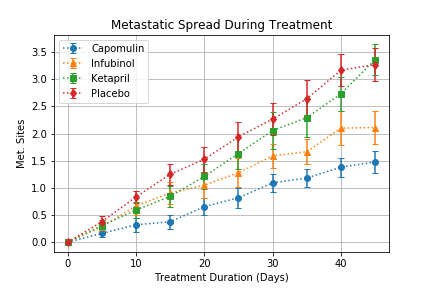 Metastatic Spread During Treatment
Capomulin
Infubinol
Ketapril
Placebo
Met. Sites
3.5
3.0
2.5
2.0
1.5
1.0
0.5
0.0
0
10
20
30
40
Treatment Duration (Days)